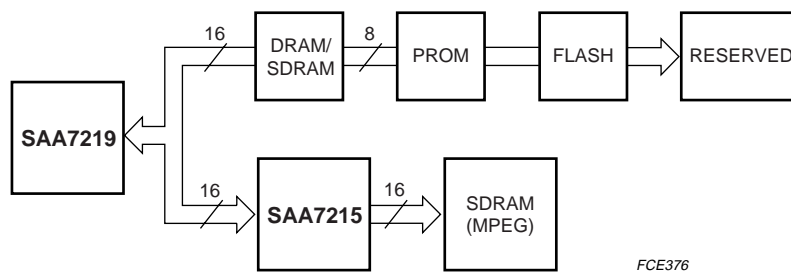 16
DRAM/
SDRAM
8
PROM
FLASH
RESERVED
SAA7219
16
SAA7215
16
SDRAM
(MPEG)
FCE376